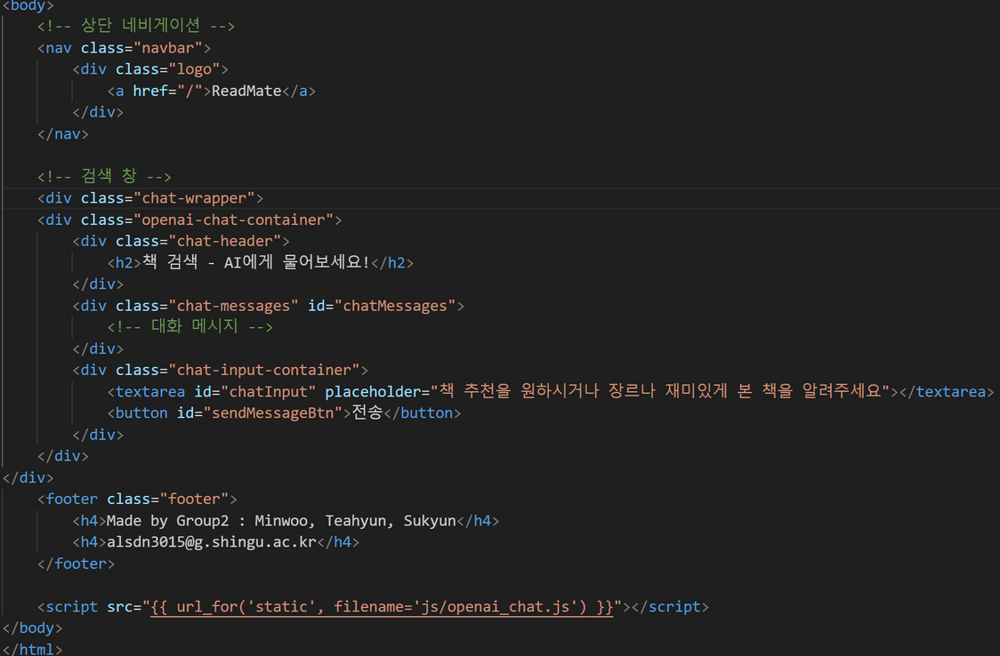 <body>
<!-- 상단 네비게이션 -->
<nav class="navbar">
<div class="logo">
<a href="/">ReadMate</a>
</div>
</nav>
<!-- 검색 창 -->
<div class="chat-wrapper">
<div class="openai-chat-container">
<div class="chat-header">
<h2>책 검색 - AI에게 물어보세요!</h2>
</div>
<div class="chat-messages" id="chatMessages">
<!-- 대화 메시지 -->
</div>
<div class="chat-input-container">
<textarea id="chatInput" placeholder="책 추천을 원하시거나 장르나 재미있게 본 책을 알려주세요"></textarea>
<button id="sendMessageBtn">전송</button>
</div>
</div>
</div>
<footer class="footer">
<h4>Made by Group2 : Minwoo, Teahyun, Sukyun</h4>
<h4>alsdn3015@g.shingu.ac.kr</h4>
</footer>
<script src="{{ url_for('static', filename='js/openai_chat.js') }}"></script>
</body>
</html>